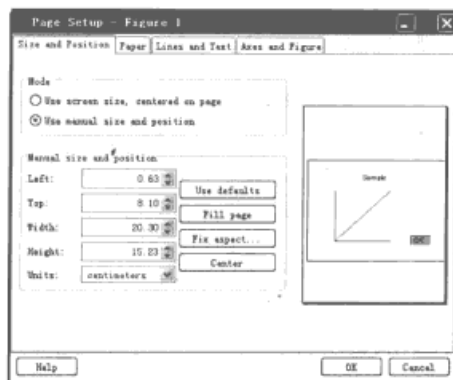 Page Setup - Figure 1
Size and Position Paper Lines and Text Axes and Figure
Mode
Use screen size, centered on page
Use manual size and position
Manual size and position
Left: 0.63
Top: 8.10
Width: 20.30
Height: 15.23
Units: centimeters
Use defaults
Fill page
Fix aspect...
Center
Sample
Help OK Cancel